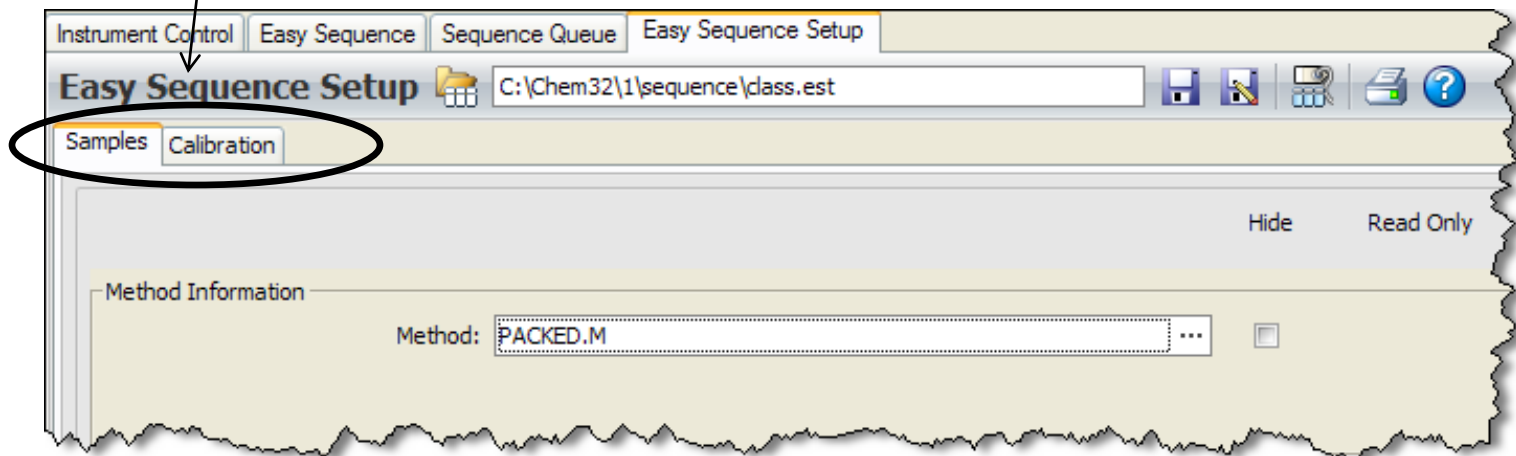 Instrument Control Easy Sequence Sequence Queue Easy Sequence Setup
Easy Sequence Setup C:\Chem32\1\sequence\class.est
Samples Calibration
Hide Read Only
Method Information
Method: PACKED.M ...